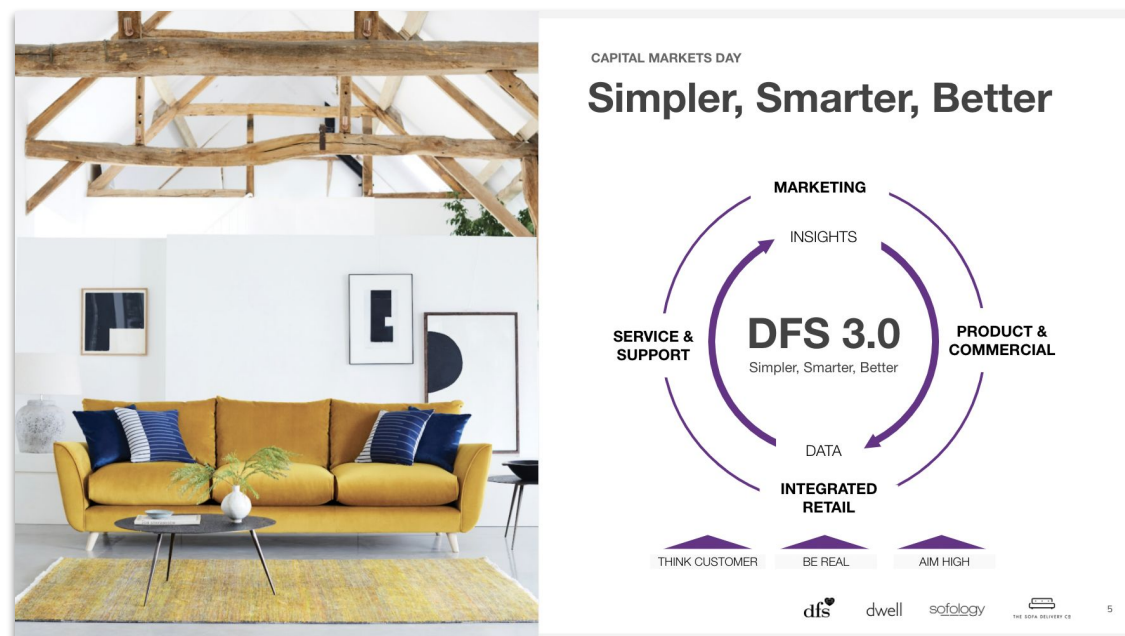 CAPITAL MARKETS DAY
Simpler, Smarter, Better
MARKETING
INSIGHTS
SERVICE &
SUPPORT
DFS 3.0
Simpler, Smarter, Better
PRODUCT &
COMMERCIAL
DATA
INTEGRATED
RETAIL
THINK CUSTOMER
BE REAL
AIM HIGH
dfs
dwell
sofology
THE SOFA DELIVERY CO
5